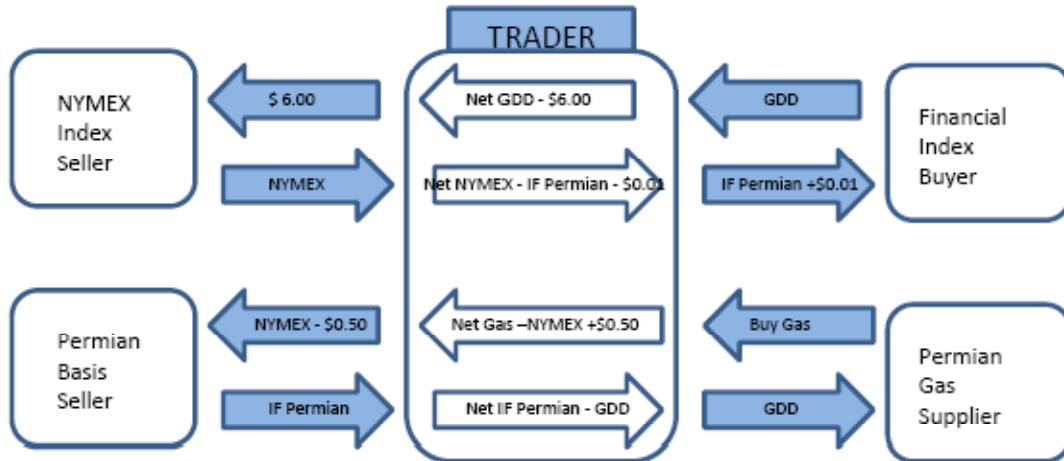 TRADER
NYMEX
Index
Seller
$ 6.00
Net GDD - $6.00
GDD
Financial
Index
Buyer
NYMEX
Net NYMEX - IF Permian - $0.01
IF Permian +$0.01
Permian
Basis
Seller
NYMEX - $0.50
Net Gas –NYMEX +$0.50
Buy Gas
Permian
Gas
Supplier
IF Permian
Net IF Permian - GDD
GDD